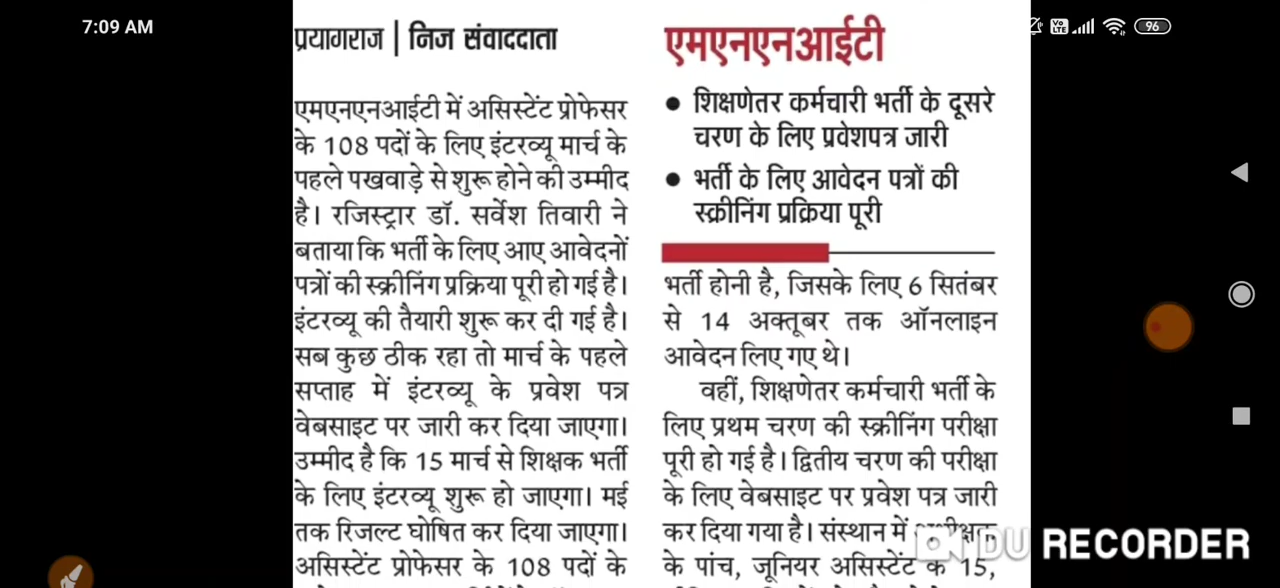 7:09 AM
96
प्रयागराज | निज संवाददाता
एमएनएनआईटी में असिस्टेंट प्रोफेसर
के 108 पदों के लिए इंटरव्यू मार्च के
पहले पखवाड़े से शुरू होने की उम्मीद
है। रजिस्ट्रार डॉ. सर्वेश तिवारी ने
बताया कि भर्ती के लिए आए आवेदनों
पत्रों की स्क्रीनिंग प्रक्रिया पूरी हो गई है।
इंटरव्यू की तैयारी शुरू कर दी गई है।
सब कुछ ठीक रहा तो मार्च के पहले
सप्ताह में इंटरव्यू के प्रवेश पत्र
वेबसाइट पर जारी कर दिया जाएगा।
उम्मीद है कि 15 मार्च से शिक्षक भर्ती
के लिए इंटरव्यू शुरू हो जाएगा। मई
तक रिजल्ट घोषित कर दिया जाएगा।
असिस्टेंट प्रोफेसर के 108 पदों के
एमएनएनआईटी
● शिक्षणेतर कर्मचारी भर्ती के दूसरे
चरण के लिए प्रवेशपत्र जारी
● भर्ती के लिए आवेदन पत्रों की
स्क्रीनिंग प्रक्रिया पूरी
भर्ती होनी है, जिसके लिए 6 सितंबर
से 14 अक्तूबर तक ऑनलाइन
आवेदन लिए गए थे।
वहीं, शिक्षणेतर कर्मचारी भर्ती के
लिए प्रथम चरण की स्क्रीनिंग परीक्षा
पूरी हो गई है। द्वितीय चरण की परीक्षा
के लिए वेबसाइट पर प्रवेश पत्र जारी
कर दिया गया है। संस्थान में
के पांच, जूनियर असिस्टेंट के 15,
DU RECORDER